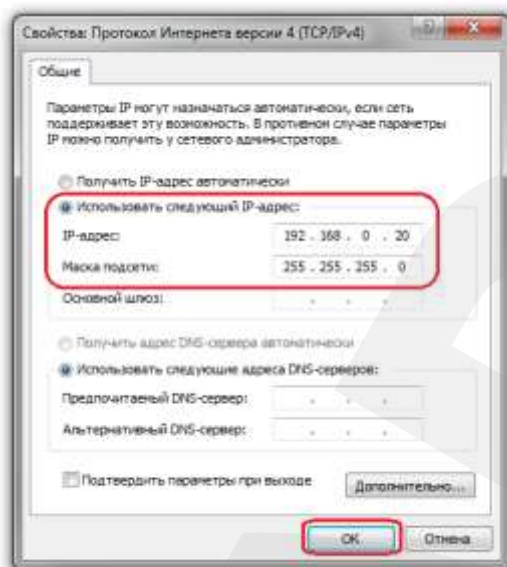 Свойства: Протокол Интернета версии 4 (TCP/IPv4)
Общие
Параметры IP могут назначаться автоматически, если сеть
поддерживает эту возможность. В противном случае параметры
IP можно получить у сетевого администратора.
Получить IP-адрес автоматически
Использовать следующий IP-адрес:
IP-адрес: 192 . 168 . 0 . 20
Маска подсети: 255 . 255 . 255 . 0
Основной шлюз: . . .
Получить адрес DNS-сервера автоматически
Использовать следующие адреса DNS-серверов:
Предпочитаемый DNS-сервер: . . .
Альтернативный DNS-сервер: . . .
Подтвердить параметры при выходе
Дополнительно...
ОК
Отмена